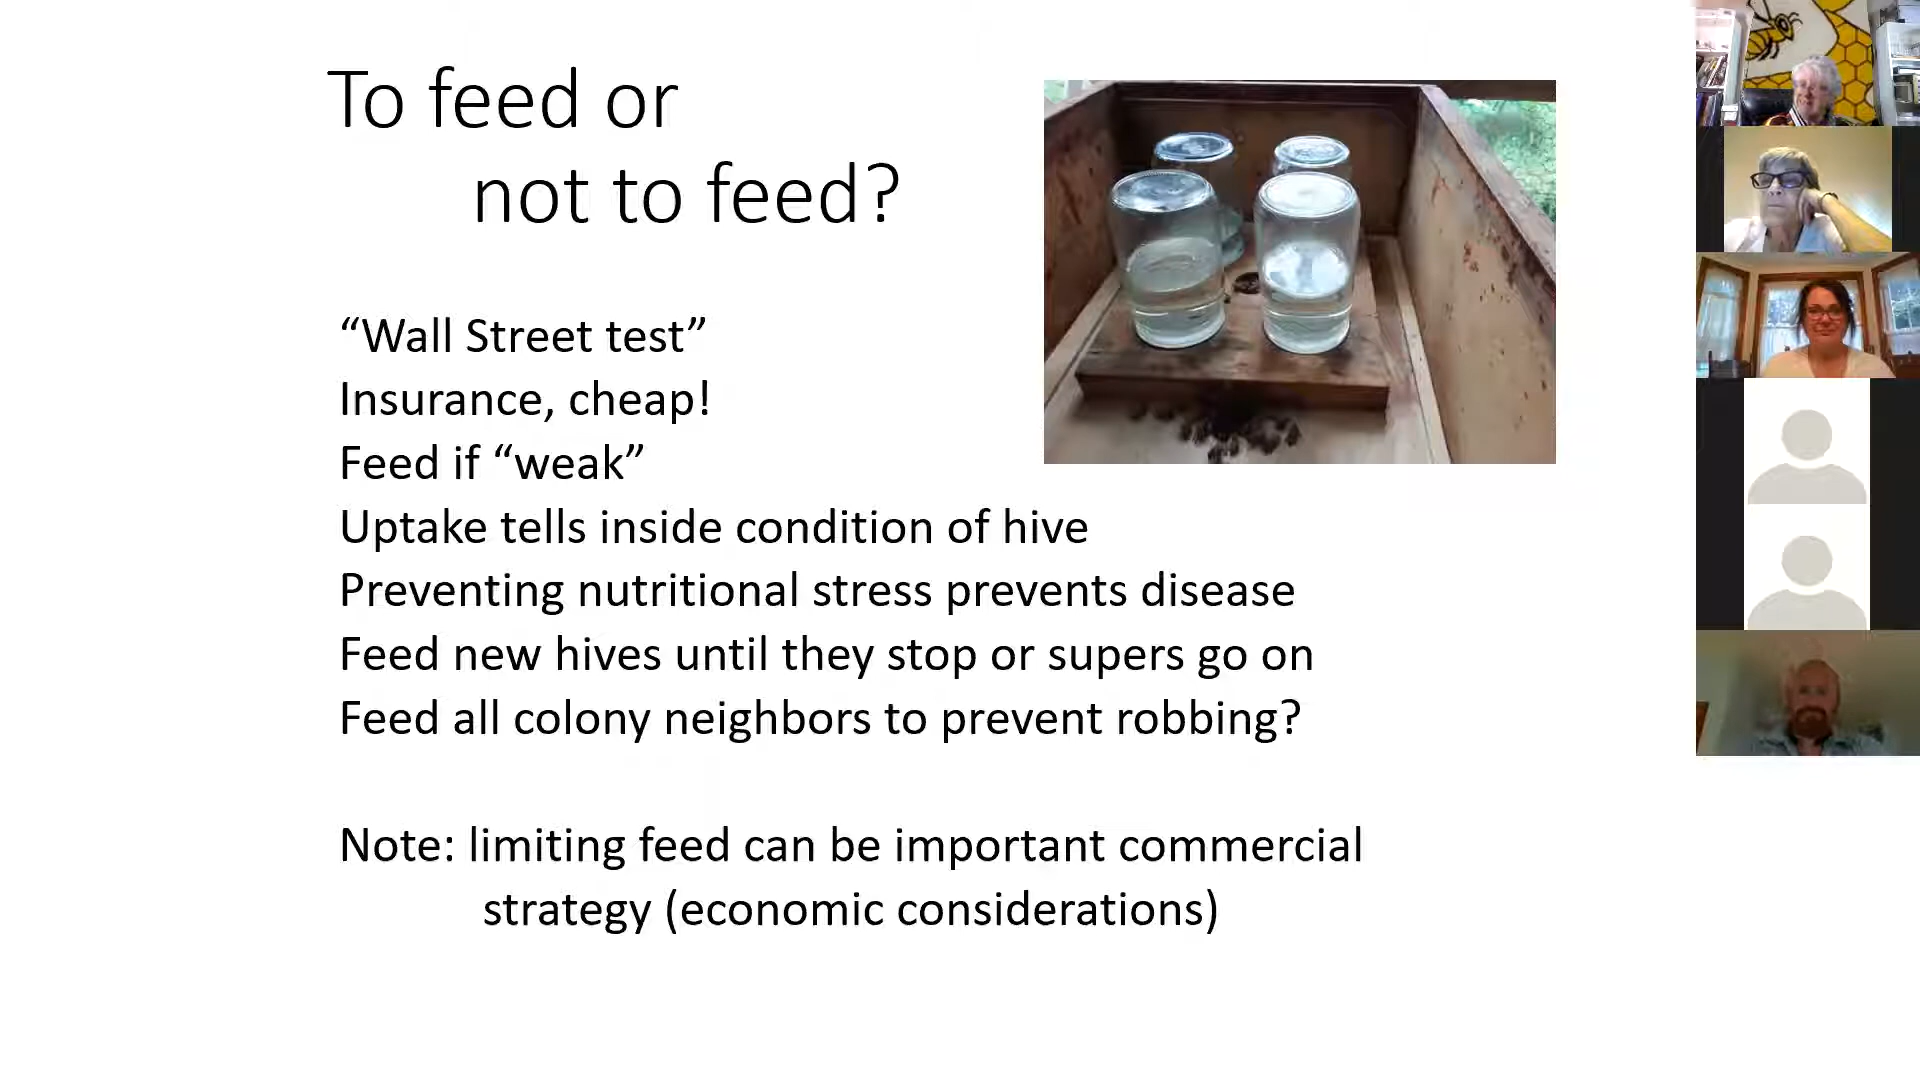 To feed or
not to feed?
“Wall Street test”
Insurance, cheap!
Feed if “weak”
Uptake tells inside condition of hive
Preventing nutritional stress prevents disease
Feed new hives until they stop or supers go on
Feed all colony neighbors to prevent robbing?
Note: limiting feed can be important commercial
strategy (economic considerations)